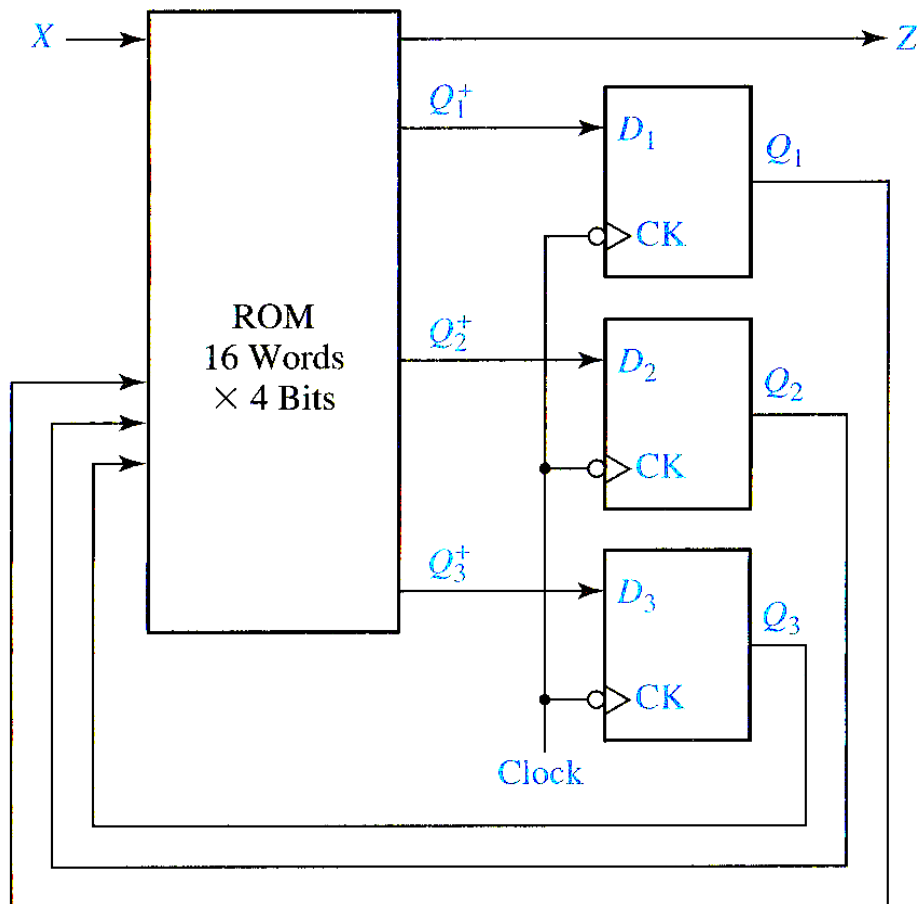 X
Z
Q₁⁺
D₁
Q₁
CK
ROM
16 Words
× 4 Bits
Q₂⁺
D₂
Q₂
CK
Q₃⁺
D₃
Q₃
CK
Clock